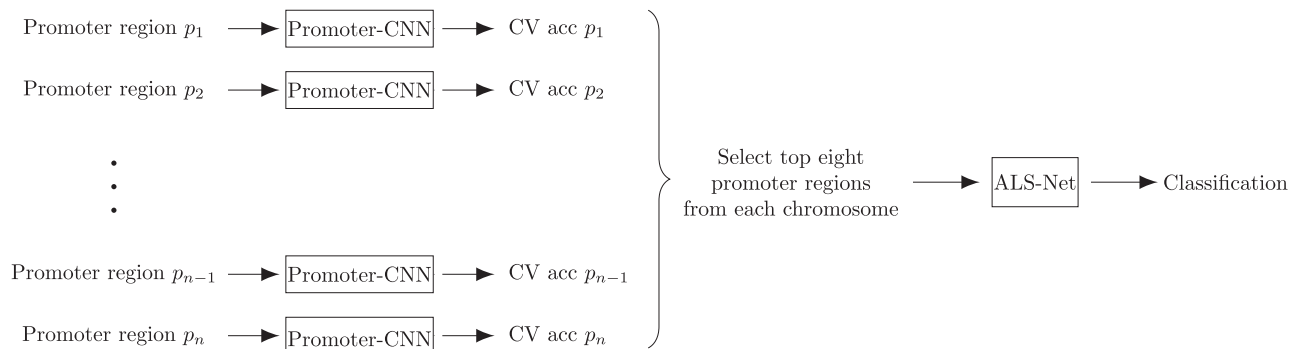 Promoter region p₁ Promoter-CNN CV acc p₁
Promoter region p₂ Promoter-CNN CV acc p₂
Select top eight
promoter regions
from each chromosome
ALS-Net
Classification
Promoter region pₙ₋₁ Promoter-CNN CV acc pₙ₋₁
Promoter region pₙ Promoter-CNN CV acc pₙ